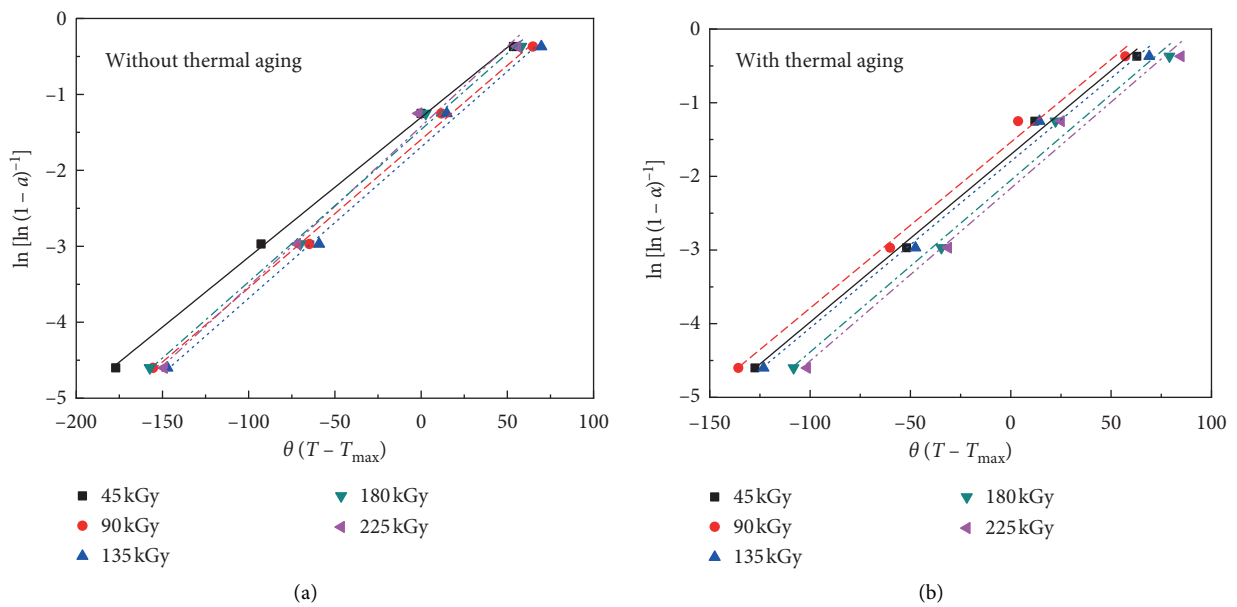 0
−1
−2
−3
−4
−5
ln [ln (1 – a)⁻¹]
Without thermal aging
−200 −150 −100 −50 0 50 100
θ (T – Tmax)
45 kGy 180 kGy
90 kGy 225 kGy
135 kGy
(a)
0
−1
−2
−3
−4
−5
ln [ln (1 – α)⁻¹]
With thermal aging
−150 −100 −50 0 50 100
θ (T – Tmax)
45 kGy 180 kGy
90 kGy 225 kGy
135 kGy
(b)